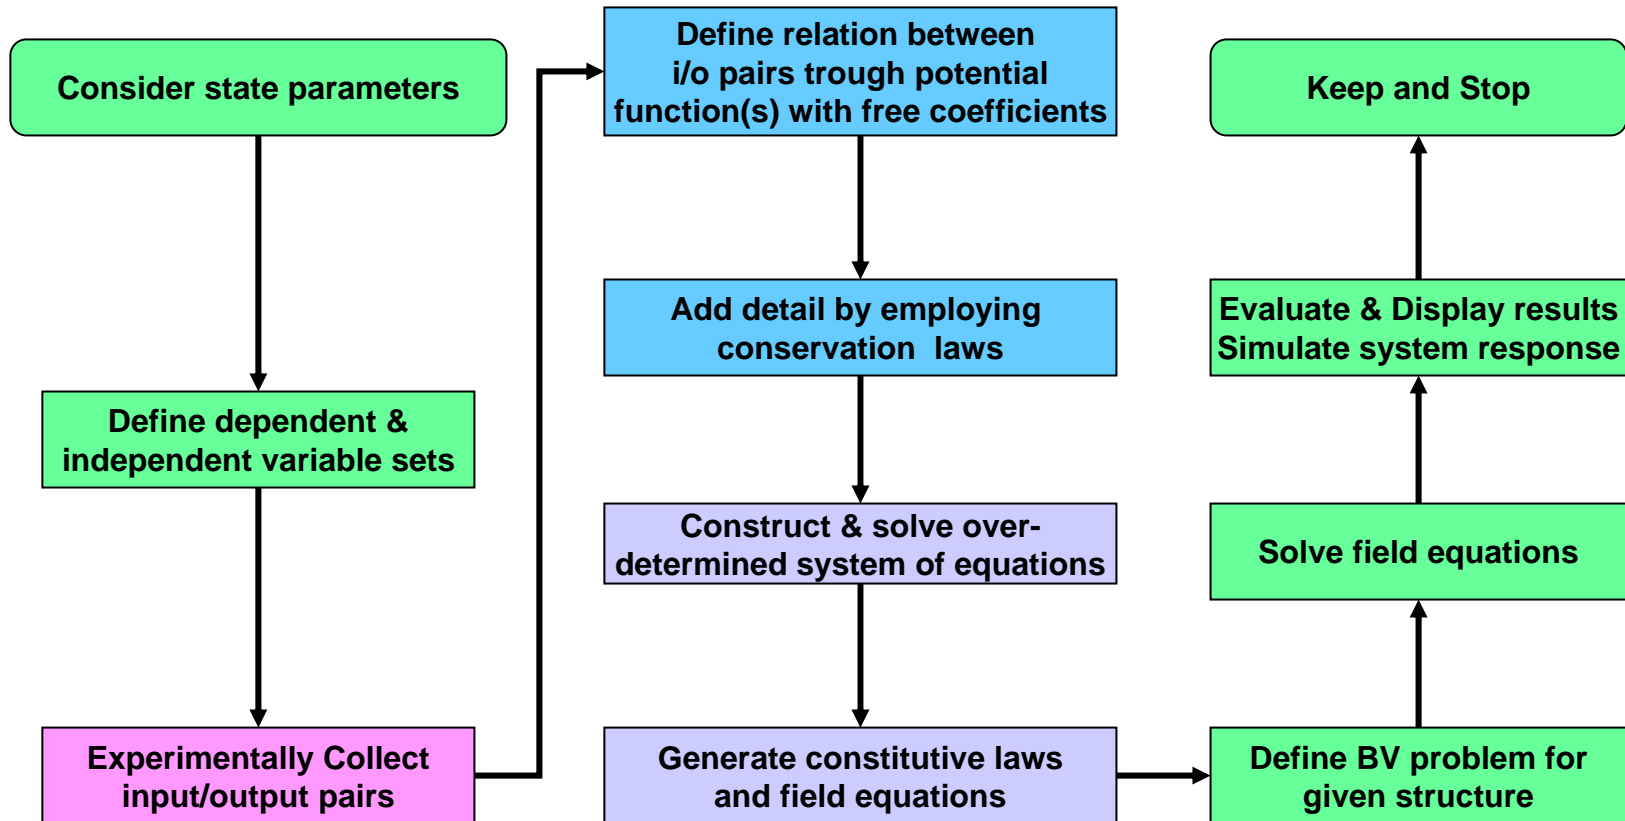 Consider state parameters
Define dependent &
independent variable sets
Experimentally Collect
input/output pairs
Define relation between
i/o pairs trough potential
function(s) with free coefficients
Add detail by employing
conservation laws
Construct & solve over-
determined system of equations
Generate constitutive laws
and field equations
Define BV problem for
given structure
Solve field equations
Evaluate & Display results
Simulate system response
Keep and Stop